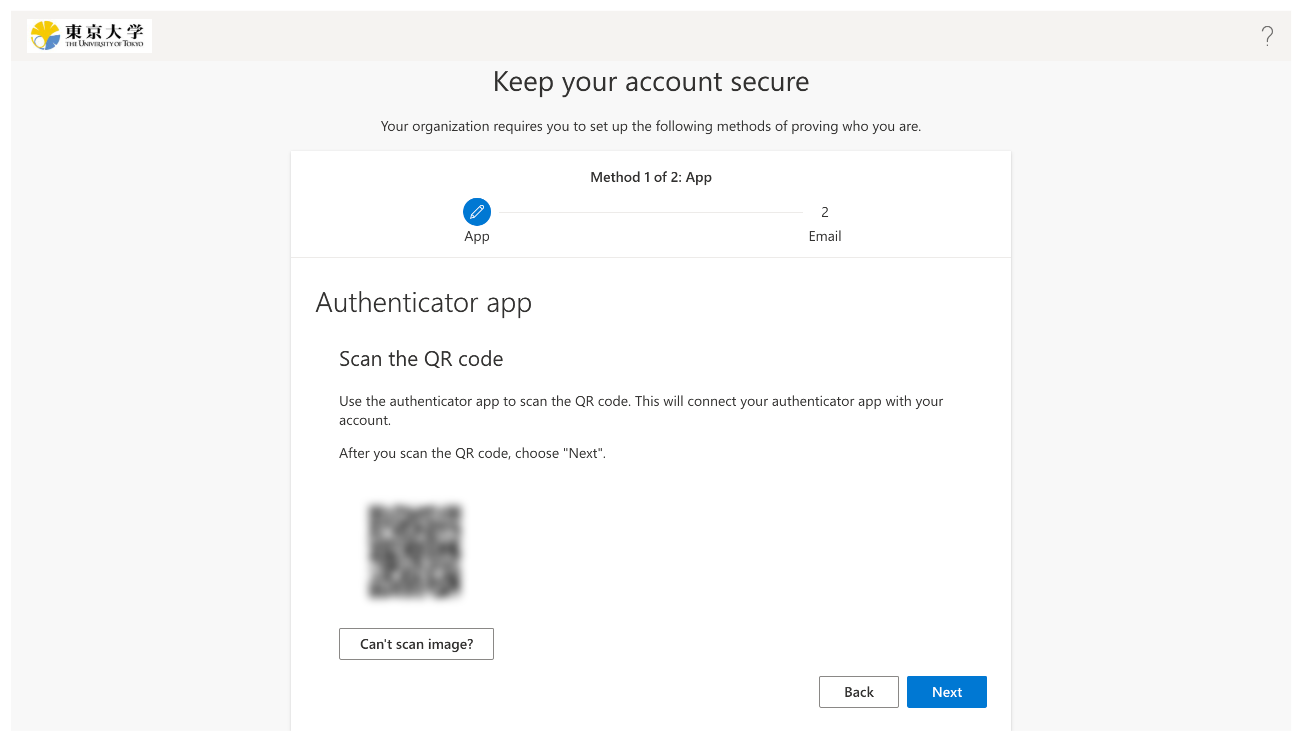 東京大学
THE UNIVERSITY OF TOKYO
?
Keep your account secure
Your organization requires you to set up the following methods of proving who you are.
Method 1 of 2: App
2
App
Email
Authenticator app
Scan the QR code
Use the authenticator app to scan the QR code. This will connect your authenticator app with your
account.
After you scan the QR code, choose "Next".
Can't scan image?
Back
Next